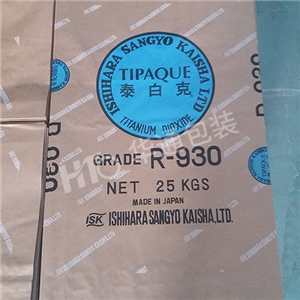 ISHIHARA SANGYO KAISHA LTD
TIPAQUE
泰白克
TITANIUM DIOXIDE
GRADE R-930
NET 25 KGS
MADE IN JAPAN
ISK ISHIHARA SANGYO KAISHA, LTD.
R-930